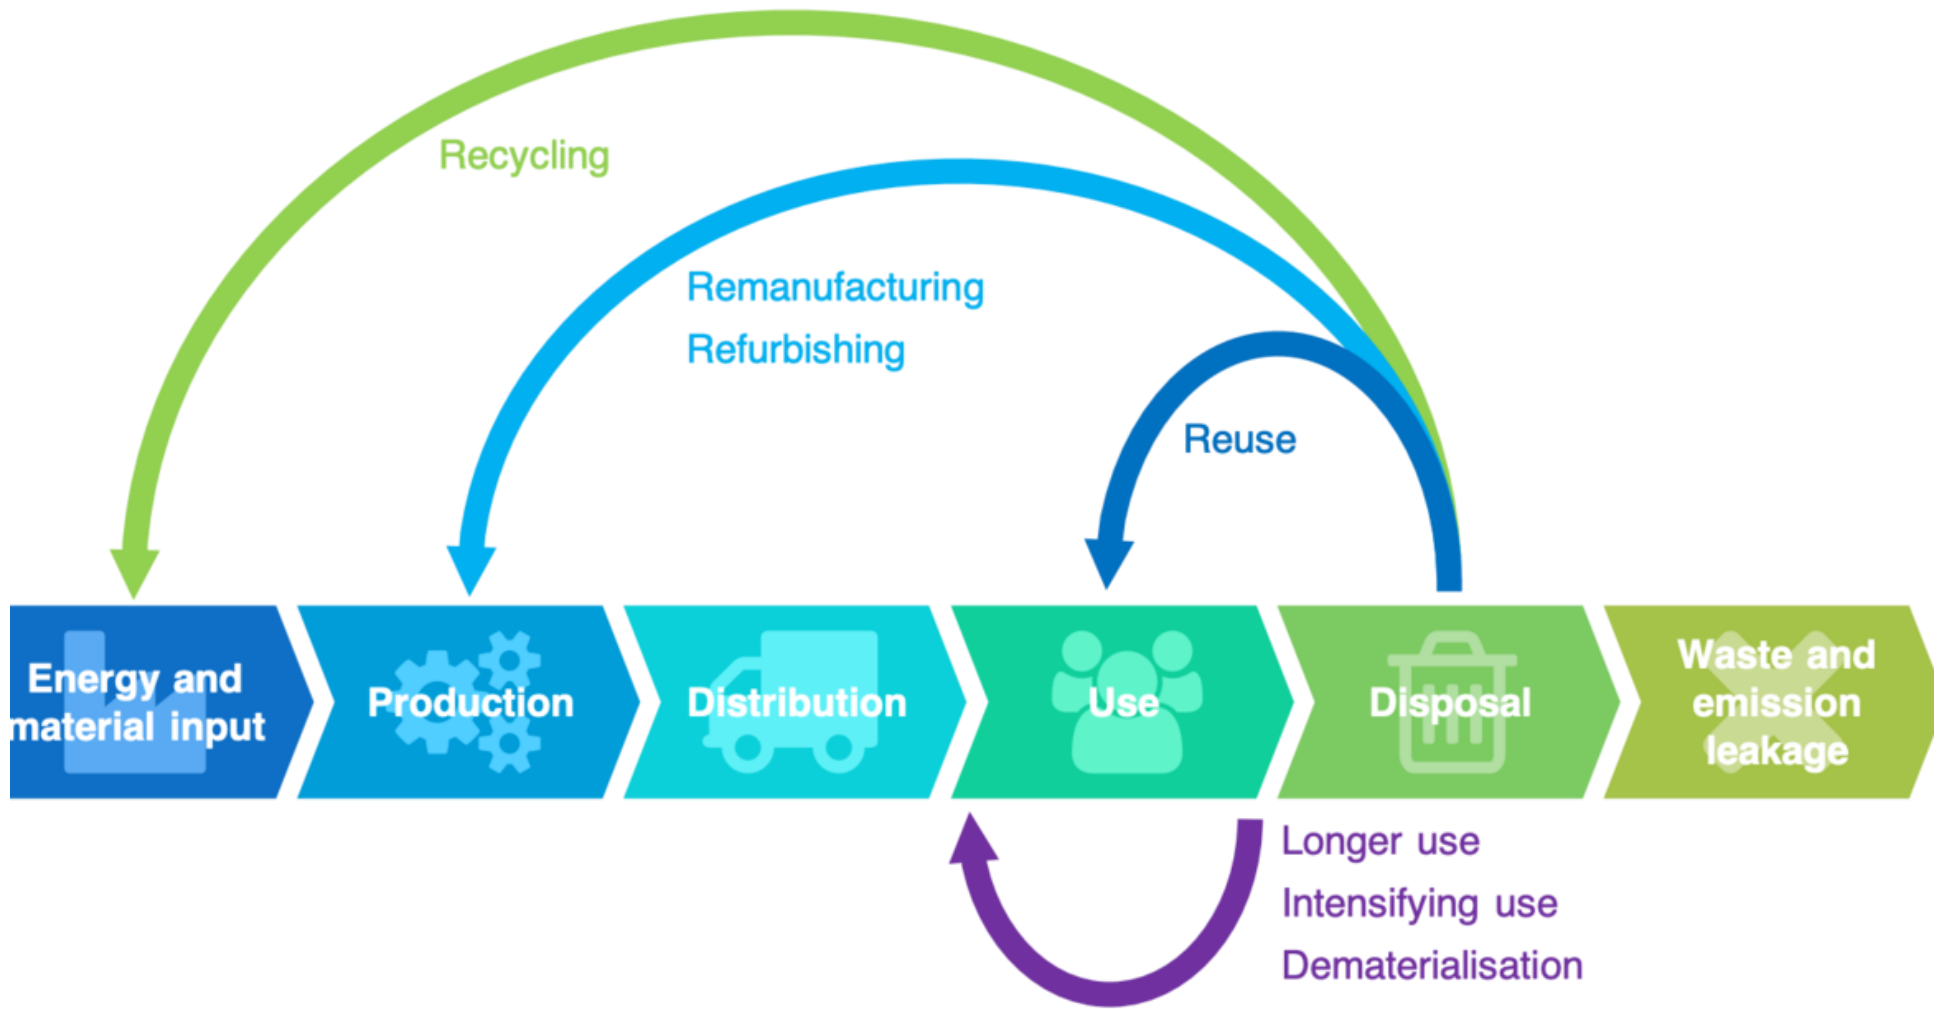 Recycling
Remanufacturing
Refurbishing
Reuse
Energy and
material input
Production
Distribution
Use
Disposal
Waste and
emission
leakage
Longer use
Intensifying use
Dematerialisation